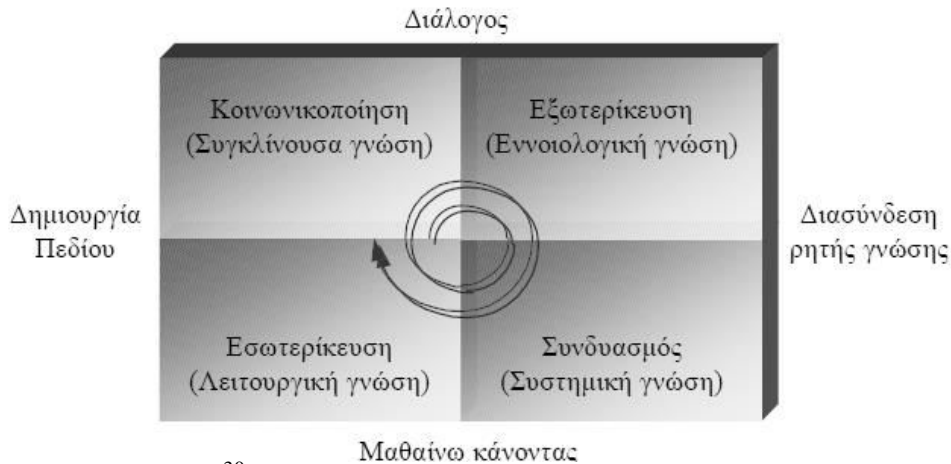 Διάλογος
Κοινωνικοποίηση
(Συγκλίνουσα γνώση)
Εξωτερίκευση
(Εννοιολογική γνώση)
Δημιουργία
Πεδίου
Διασύνδεση
ρητής γνώσης
Εσωτερίκευση
(Λειτουργική γνώση)
Συνδυασμός
(Συστημική γνώση)
Μαθαίνω κάνοντας